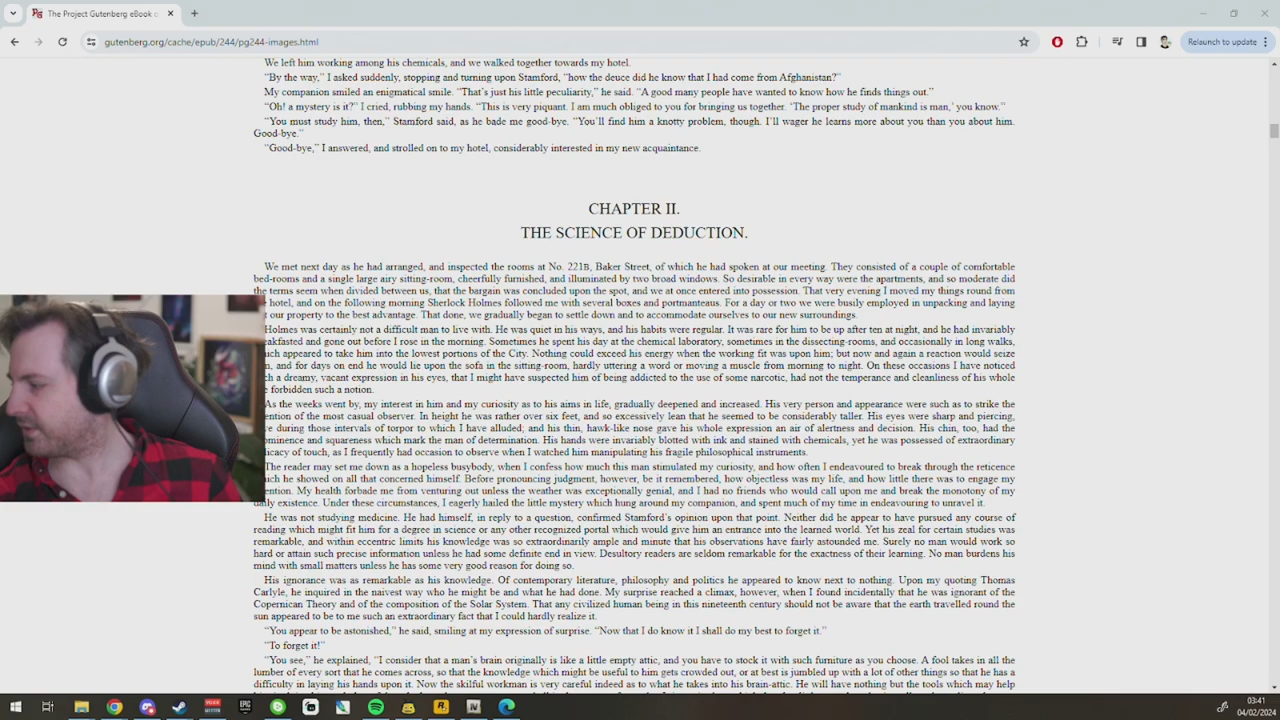 The Project Gutenberg eBook
gutenberg.org/cache/epub/244/pg244-images.html
Relaunch to update
We left him working among his chemicals, and we walked together towards my hotel.
“By the way,” I asked suddenly, stopping and turning upon Stamford, “how the deuce did he know that I had come from Afghanistan?”
My companion smiled an enigmatical smile. “That’s just his little peculiarity,” he said. “A good many people have wanted to know how he finds things out.”
“Oh! a mystery is it?” I cried, rubbing my hands. “This is very piquant. I am much obliged to you for bringing us together. ‘The proper study of mankind is man,’ you know.”
“You must study him, then,” Stamford said, as he bade me good-bye. “You’ll find him a knotty problem, though. I’ll wager he learns more about you than you about him.
Good-bye.”
“Good-bye,” I answered, and strolled on to my hotel, considerably interested in my new acquaintance.
CHAPTER II.
THE SCIENCE OF DEDUCTION.
We met next day as he had arranged, and inspected the rooms at No. 221B, Baker Street, of which he had spoken at our meeting. They consisted of a couple of comfortable
bed-rooms and a single large airy sitting-room, cheerfully furnished, and illuminated by two broad windows. So desirable in every way were the apartments, and so moderate did
the terms seem when divided between us, that the bargain was concluded upon the spot, and we at once entered into possession. That very evening I moved my things round from
hotel, and on the following morning Sherlock Holmes followed me with several boxes and portmanteaus. For a day or two we were busily employed in unpacking and laying
our property to the best advantage. That done, we gradually began to settle down and to accommodate ourselves to our new surroundings.
Holmes was certainly not a difficult man to live with. He was quiet in his ways, and his habits were regular. It was rare for him to be up after ten at night, and he had invariably
eakfasted and gone out before I rose in the morning. Sometimes he spent his day at the chemical laboratory, sometimes in the dissecting-rooms, and occasionally in long walks,
ich appeared to take him into the lowest portions of the City. Nothing could exceed his energy when the working fit was upon him; but now and again a reaction would seize
and for days on end he would lie upon the sofa in the sitting-room, hardly uttering a word or moving a muscle from morning to night. On these occasions I have noticed
h a dreamy, vacant expression in his eyes, that I might have suspected him of being addicted to the use of some narcotic, had not the temperance and cleanliness of his whole
e forbidden such a notion.
As the weeks went by, my interest in him and my curiosity as to his aims in life, gradually deepened and increased. His very person and appearance were such as to strike the
ention of the most casual observer. In height he was rather over six feet, and so excessively lean that he seemed to be considerably taller. His eyes were sharp and piercing,
e during those intervals of torpor to which I have alluded; and his thin, hawk-like nose gave his whole expression an air of alertness and decision. His chin, too, had the
ominence and squareness which mark the man of determination. His hands were invariably blotted with ink and stained with chemicals, yet he was possessed of extraordinary
licacy of touch, as I frequently had occasion to observe when I watched him manipulating his fragile philosophical instruments.
The reader may set me down as a hopeless busybody, when I confess how much this man stimulated my curiosity, and how often I endeavoured to break through the reticence
hich he showed on all that concerned himself. Before pronouncing judgment, however, be it remembered, how objectless was my life, and how little there was to engage my
ention. My health forbade me from venturing out unless the weather was exceptionally genial, and I had no friends who would call upon me and break the monotony of my
daily existence. Under these circumstances, I eagerly hailed the little mystery which hung around my companion, and spent much of my time in endeavouring to unravel it.
He was not studying medicine. He had himself, in reply to a question, confirmed Stamford’s opinion upon that point. Neither did he appear to have pursued any course of
reading which might fit him for a degree in science or any other recognized portal which would give him an entrance into the learned world. Yet his zeal for certain studies was
remarkable, and within eccentric limits his knowledge was so extraordinarily ample and minute that his observations have fairly astounded me. Surely no man would work so
hard or attain such precise information unless he had some definite end in view. Desultory readers are seldom remarkable for the exactness of their learning. No man burdens his
mind with small matters unless he has some very good reason for doing so.
His ignorance was as remarkable as his knowledge. Of contemporary literature, philosophy and politics he appeared to know next to nothing. Upon my quoting Thomas
Carlyle, he inquired in the naivest way who he might be and what he had done. My surprise reached a climax, however, when I found incidentally that he was ignorant of the
Copernican Theory and of the composition of the Solar System. That any civilized human being in this nineteenth century should not be aware that the earth travelled round the
sun appeared to be to me such an extraordinary fact that I could hardly realize it.
“You appear to be astonished,” he said, smiling at my expression of surprise. “Now that I do know it I shall do my best to forget it.”
“To forget it!”
“You see,” he explained, “I consider that a man’s brain originally is like a little empty attic, and you have to stock it with such furniture as you choose. A fool takes in all the
lumber of every sort that he comes across, so that the knowledge which might be useful to him gets crowded out, or at best is jumbled up with a lot of other things so that he has a
difficulty in laying his hands upon it. Now the skilful workman is very careful indeed as to what he takes into his brain-attic. He will have nothing but the tools which may help
03:41
04/02/2024